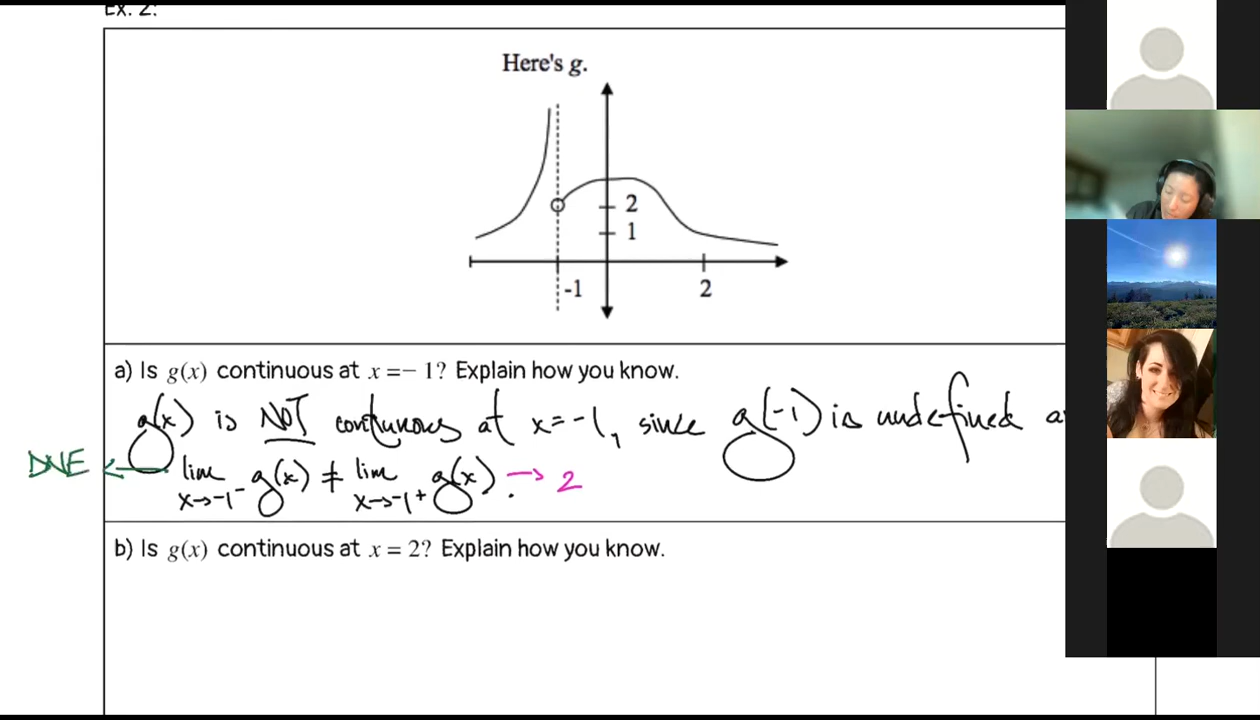 Ex. 2:
Here's g.
2
1
-1
2
a) Is g(x) continuous at x = − 1? Explain how you know.
g(x) is NOT continuous at x = -1, since g(-1) is undefined a
DNE ← lim x→-1⁻ g(x) ≠ lim x→-1⁺ g(x). → 2
b) Is g(x) continuous at x = 2? Explain how you know.